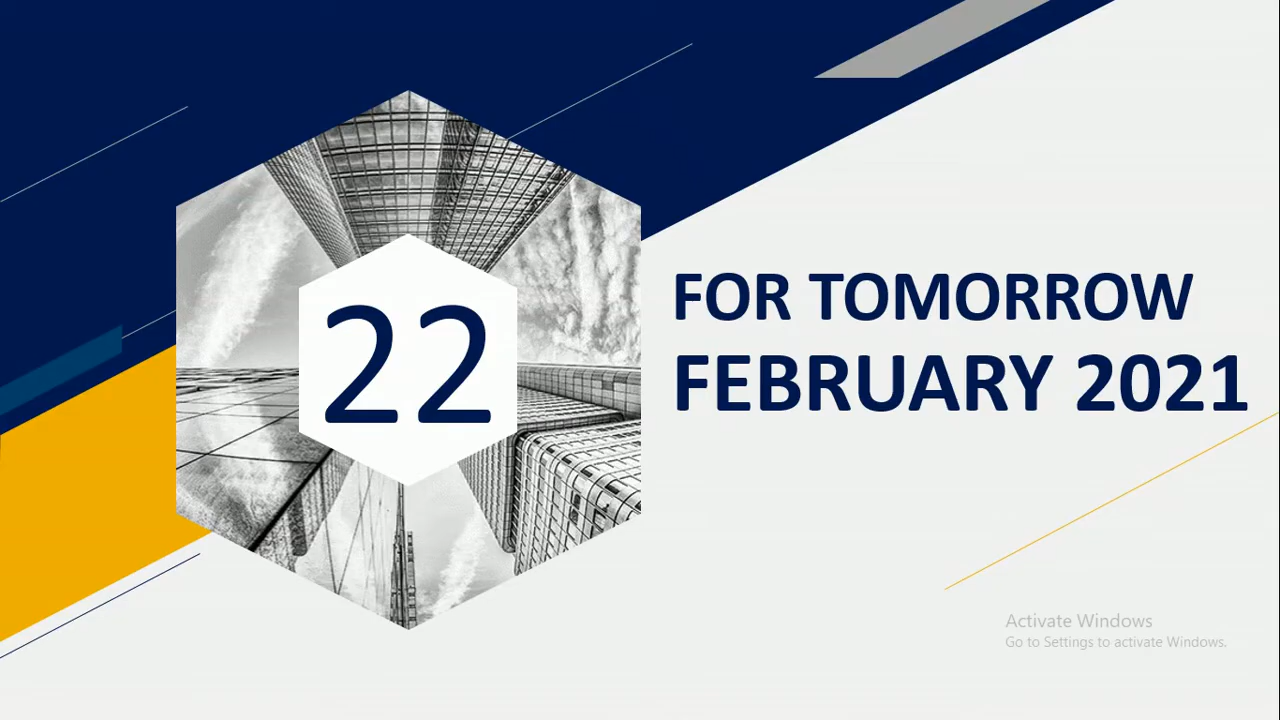 22
FOR TOMORROW
FEBRUARY 2021
Activate Windows
Go to Settings to activate Windows.